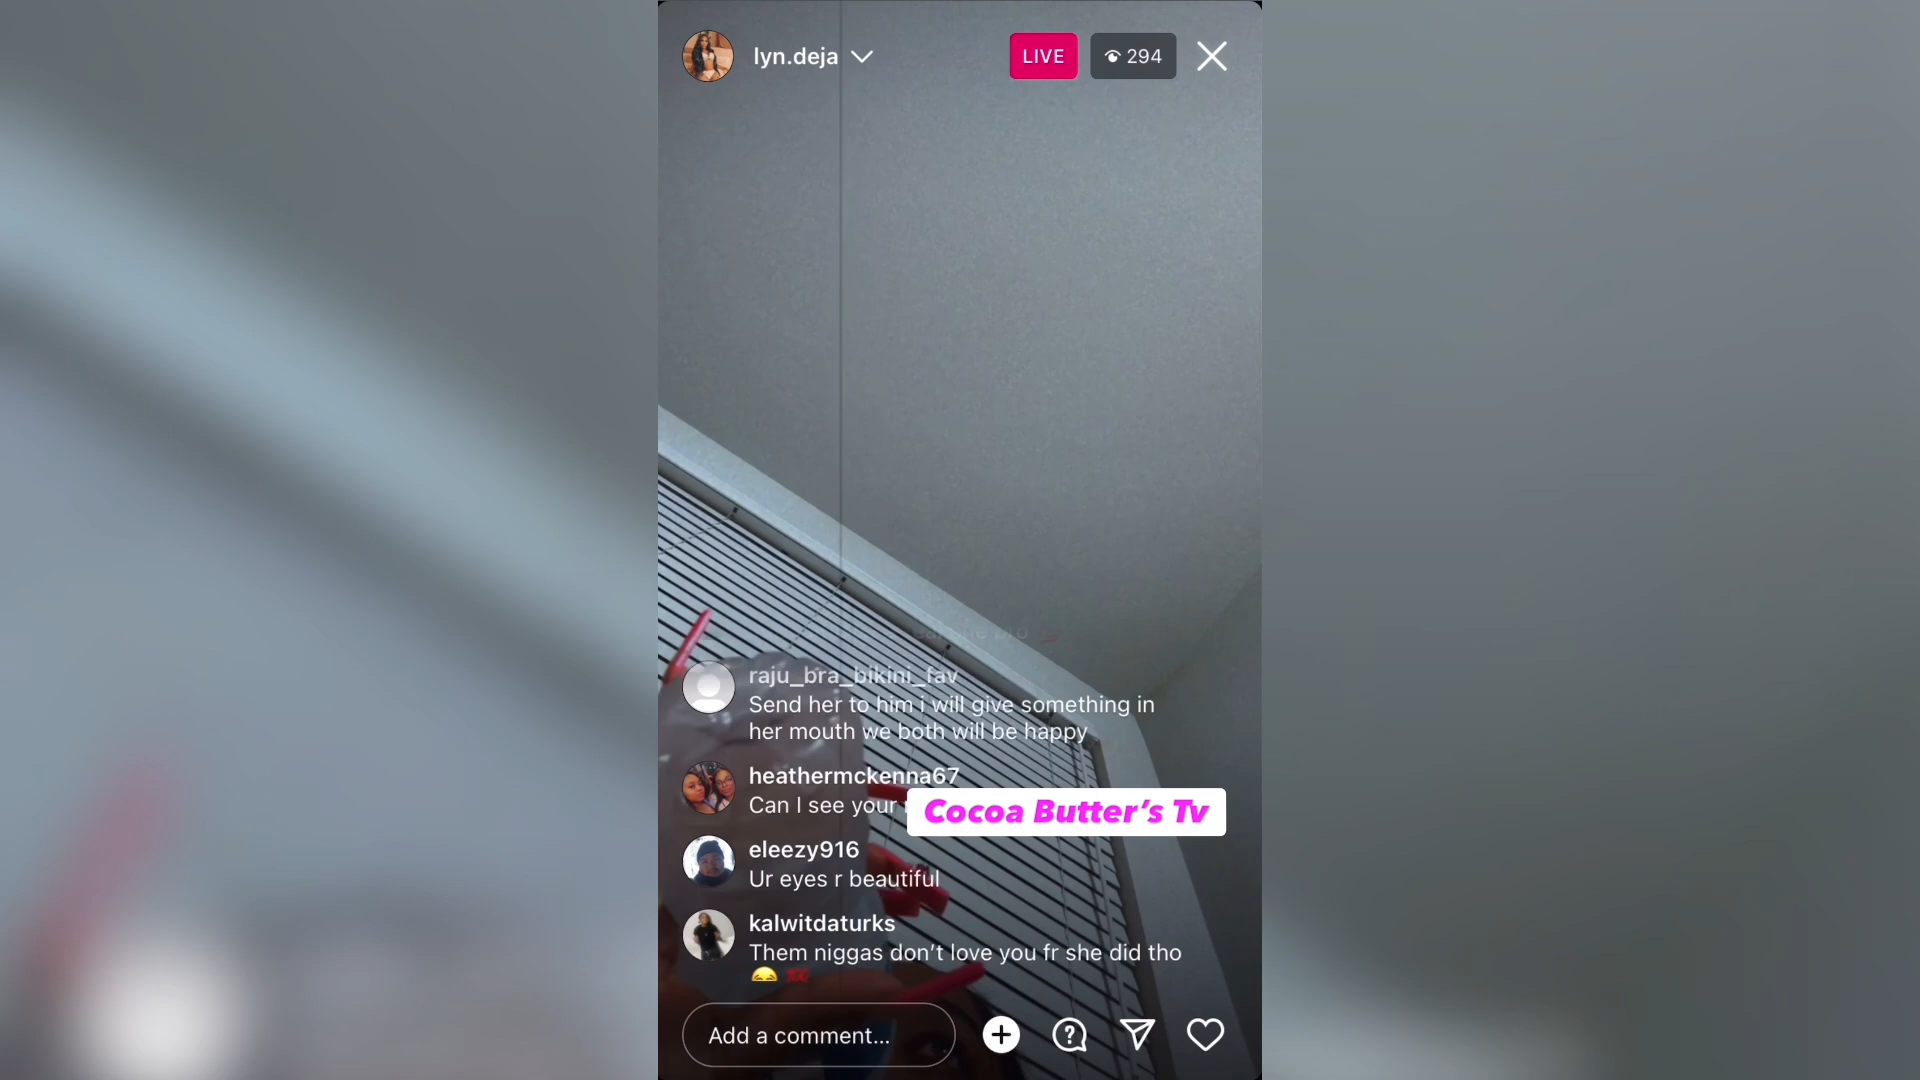 lyn.deja
LIVE
294
raju_bra_bikini_fav
Send her to him i will give something in
her mouth we both will be happy
heathermckenna67
Can I see your
Cocoa Butter's Tv
eleezy916
Ur eyes r beautiful
kalwitdaturks
Them niggas don't love you fr she did tho
😂 💯
Add a comment...